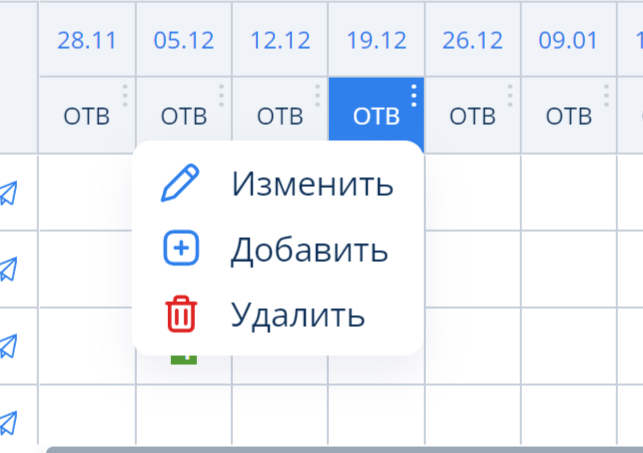 28.11 05.12 12.12 19.12 26.12 09.01
ОТВ ОТВ ОТВ ОТВ ОТВ ОТВ
Изменить
Добавить
Удалить